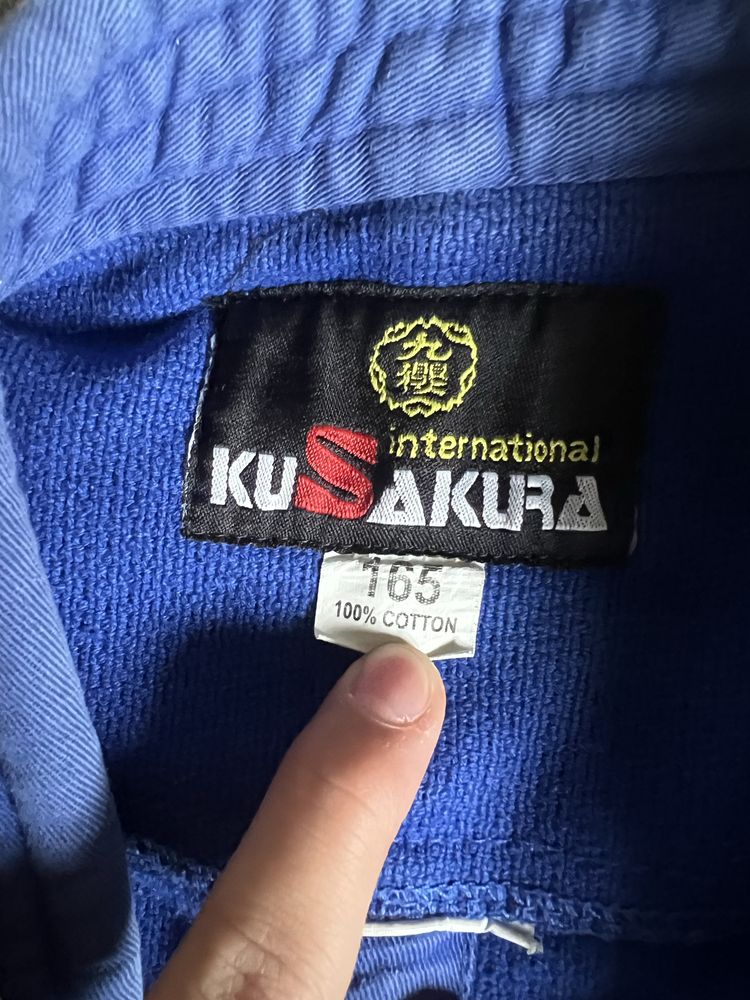 九櫻
international
KUSAKURA
165
100% COTTON